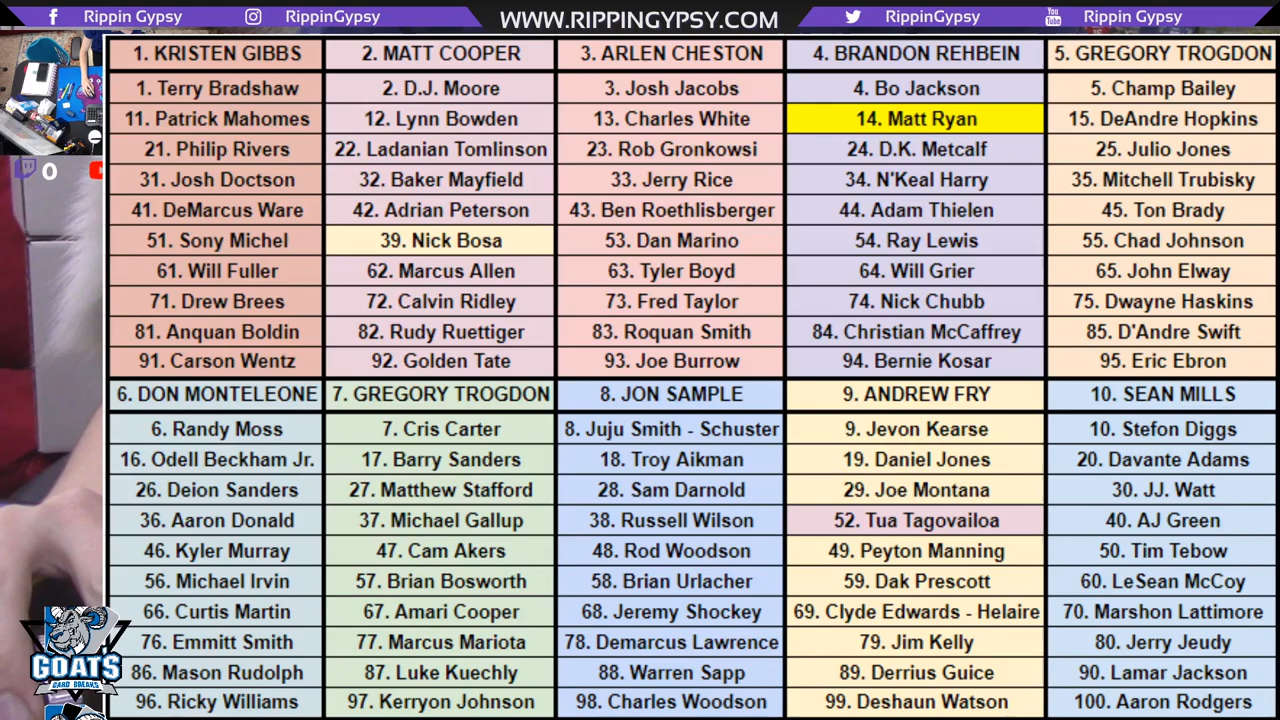 Rippin Gypsy RippinGypsy WWW.RIPPINGYPSY.COM RippinGypsy You Tube Rippin Gypsy
0
1. KRISTEN GIBBS 2. MATT COOPER 3. ARLEN CHESTON 4. BRANDON REHBEIN 5. GREGORY TROGDON
1. Terry Bradshaw 2. D.J. Moore 3. Josh Jacobs 4. Bo Jackson 5. Champ Bailey
11. Patrick Mahomes 12. Lynn Bowden 13. Charles White 14. Matt Ryan 15. DeAndre Hopkins
21. Philip Rivers 22. Ladanian Tomlinson 23. Rob Gronkowsi 24. D.K. Metcalf 25. Julio Jones
31. Josh Doctson 32. Baker Mayfield 33. Jerry Rice 34. N'Keal Harry 35. Mitchell Trubisky
41. DeMarcus Ware 42. Adrian Peterson 43. Ben Roethlisberger 44. Adam Thielen 45. Ton Brady
51. Sony Michel 39. Nick Bosa 53. Dan Marino 54. Ray Lewis 55. Chad Johnson
61. Will Fuller 62. Marcus Allen 63. Tyler Boyd 64. Will Grier 65. John Elway
71. Drew Brees 72. Calvin Ridley 73. Fred Taylor 74. Nick Chubb 75. Dwayne Haskins
81. Anquan Boldin 82. Rudy Ruettiger 83. Roquan Smith 84. Christian McCaffrey 85. D'Andre Swift
91. Carson Wentz 92. Golden Tate 93. Joe Burrow 94. Bernie Kosar 95. Eric Ebron
6. DON MONTELEONE 7. GREGORY TROGDON 8. JON SAMPLE 9. ANDREW FRY 10. SEAN MILLS
6. Randy Moss 7. Cris Carter 8. Juju Smith - Schuster 9. Jevon Kearse 10. Stefon Diggs
16. Odell Beckham Jr. 17. Barry Sanders 18. Troy Aikman 19. Daniel Jones 20. Davante Adams
26. Deion Sanders 27. Matthew Stafford 28. Sam Darnold 29. Joe Montana 30. JJ. Watt
36. Aaron Donald 37. Michael Gallup 38. Russell Wilson 52. Tua Tagovailoa 40. AJ Green
46. Kyler Murray 47. Cam Akers 48. Rod Woodson 49. Peyton Manning 50. Tim Tebow
56. Michael Irvin 57. Brian Bosworth 58. Brian Urlacher 59. Dak Prescott 60. LeSean McCoy
66. Curtis Martin 67. Amari Cooper 68. Jeremy Shockey 69. Clyde Edwards - Helaire 70. Marshon Lattimore
76. Emmitt Smith 77. Marcus Mariota 78. Demarcus Lawrence 79. Jim Kelly 80. Jerry Jeudy
86. Mason Rudolph 87. Luke Kuechly 88. Warren Sapp 89. Derrius Guice 90. Lamar Jackson
96. Ricky Williams 97. Kerryon Johnson 98. Charles Woodson 99. Deshaun Watson 100. Aaron Rodgers
GOATS
CARD BREAKS